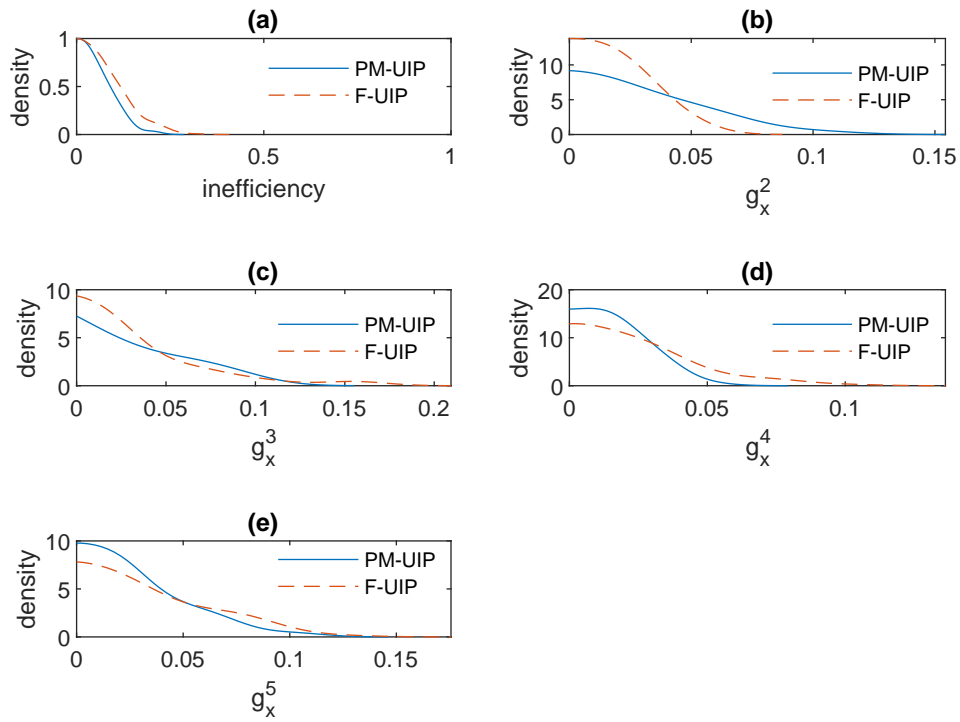 (a)
density
1
0.5
0
PM-UIP
F-UIP
0
0.5
1
inefficiency
(b)
density
10
5
0
PM-UIP
F-UIP
0
0.05
0.1
0.15
g_x^2
(c)
density
10
5
0
PM-UIP
F-UIP
0
0.05
0.1
0.15
0.2
g_x^3
(d)
density
20
10
0
PM-UIP
F-UIP
0
0.05
0.1
g_x^4
(e)
density
10
5
0
PM-UIP
F-UIP
0
0.05
0.1
0.15
g_x^5